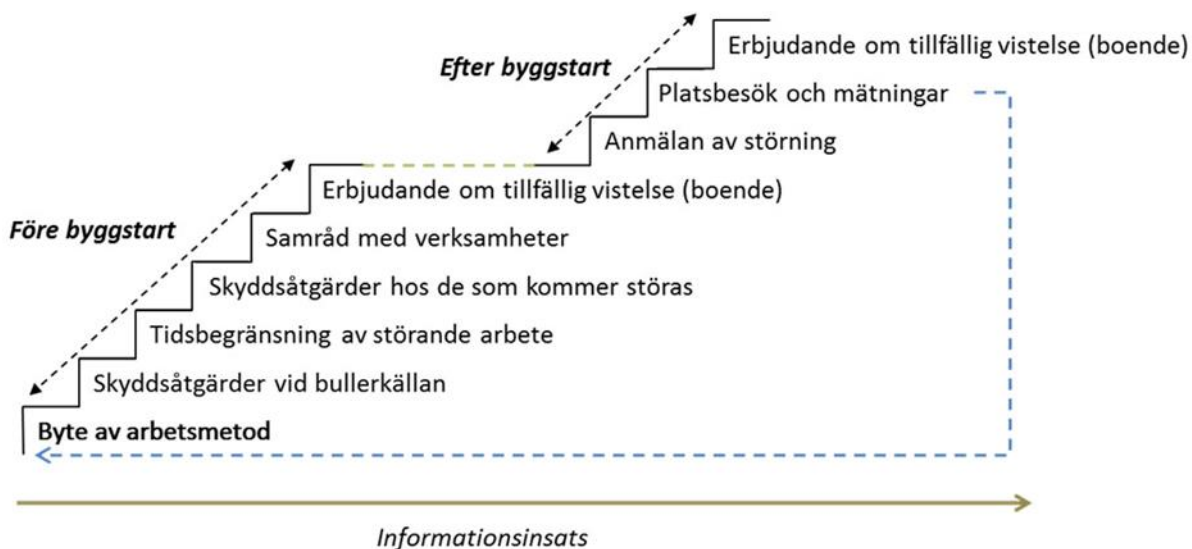 Erbjudande om tillfällig vistelse (boende)
Efter byggstart
Platsbesök och mätningar
Anmälan av störning
Erbjudande om tillfällig vistelse (boende)
Före byggstart
Samråd med verksamheter
Skyddsåtgärder hos de som kommer störas
Tidsbegränsning av störande arbete
Skyddsåtgärder vid bullerkällan
Byte av arbetsmetod
Informationsinsats